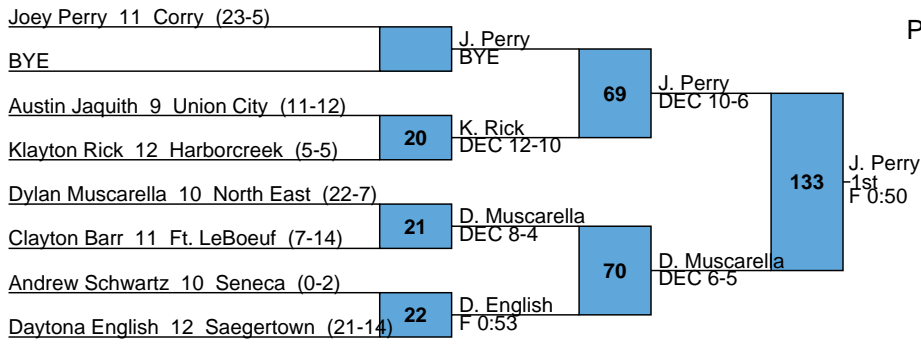 Joey Perry 11 Corry (23-5)
BYE
J. Perry
BYE
Austin Jaquith 9 Union City (11-12)
20
Klayton Rick 12 Harborcreek (5-5)
K. Rick
DEC 12-10
69
J. Perry
DEC 10-6
Dylan Muscarella 10 North East (22-7)
21
Clayton Barr 11 Ft. LeBoeuf (7-14)
D. Muscarella
DEC 8-4
Andrew Schwartz 10 Seneca (0-2)
22
Daytona English 12 Saegertown (21-14)
D. English
F 0:53
70
D. Muscarella
DEC 6-5
133
J. Perry
1st
F 0:50
P